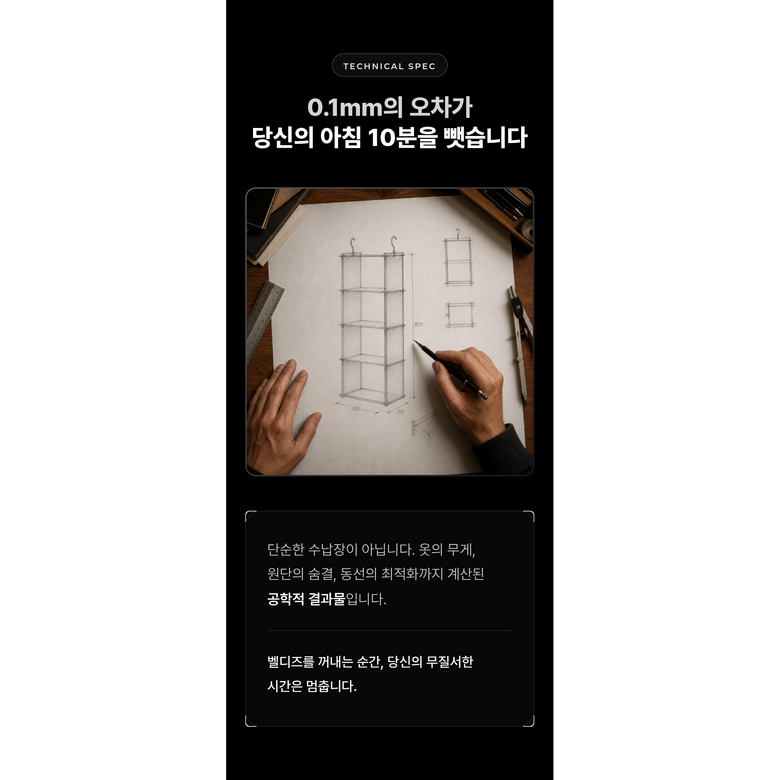 TECHNICAL SPEC
0.1mm의 오차가
당신의 아침 10분을 뺏습니다
단순한 수납장이 아닙니다. 옷의 무게,
원단의 숨결, 동선의 최적화까지 계산된
공학적 결과물입니다.
벨디즈를 꺼내는 순간, 당신의 무질서한
시간은 멈춥니다.